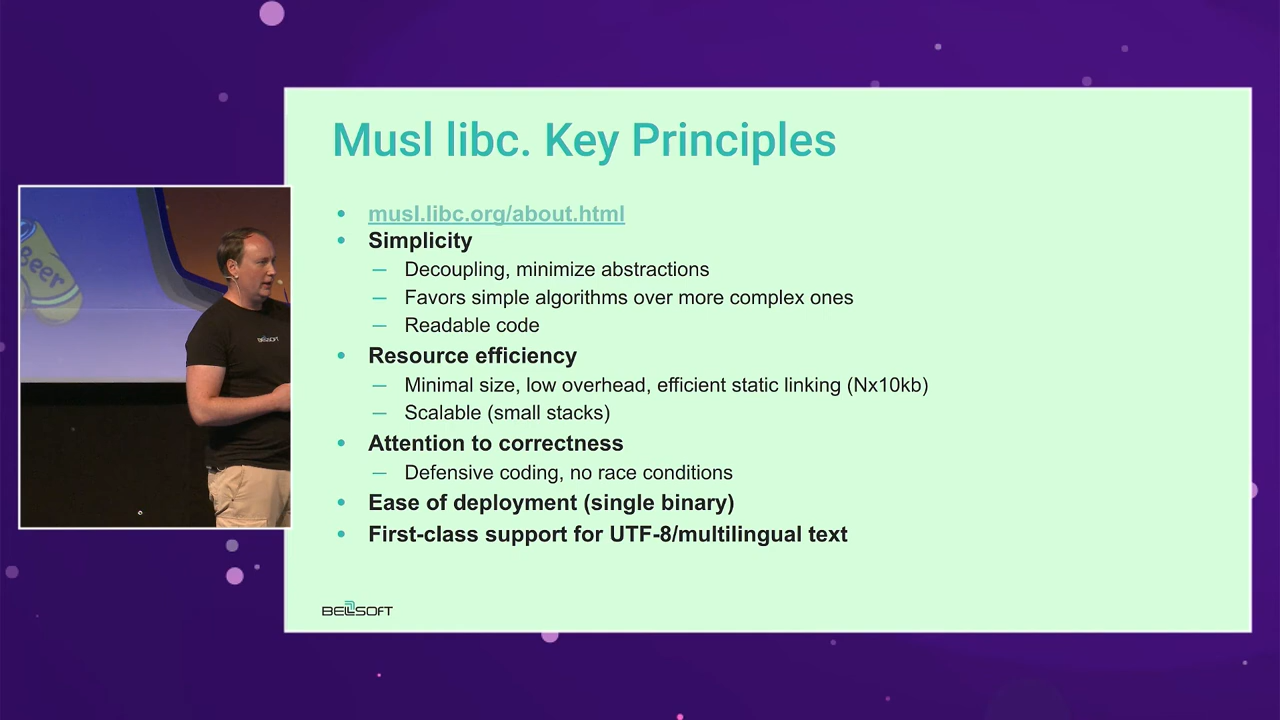 Musl libc. Key Principles
• musl.libc.org/about.html
• Simplicity
– Decoupling, minimize abstractions
– Favors simple algorithms over more complex ones
– Readable code
• Resource efficiency
– Minimal size, low overhead, efficient static linking (Nx10kb)
– Scalable (small stacks)
• Attention to correctness
– Defensive coding, no race conditions
• Ease of deployment (single binary)
• First-class support for UTF-8/multilingual text
BELLSOFT
Beer
BELLSOFT